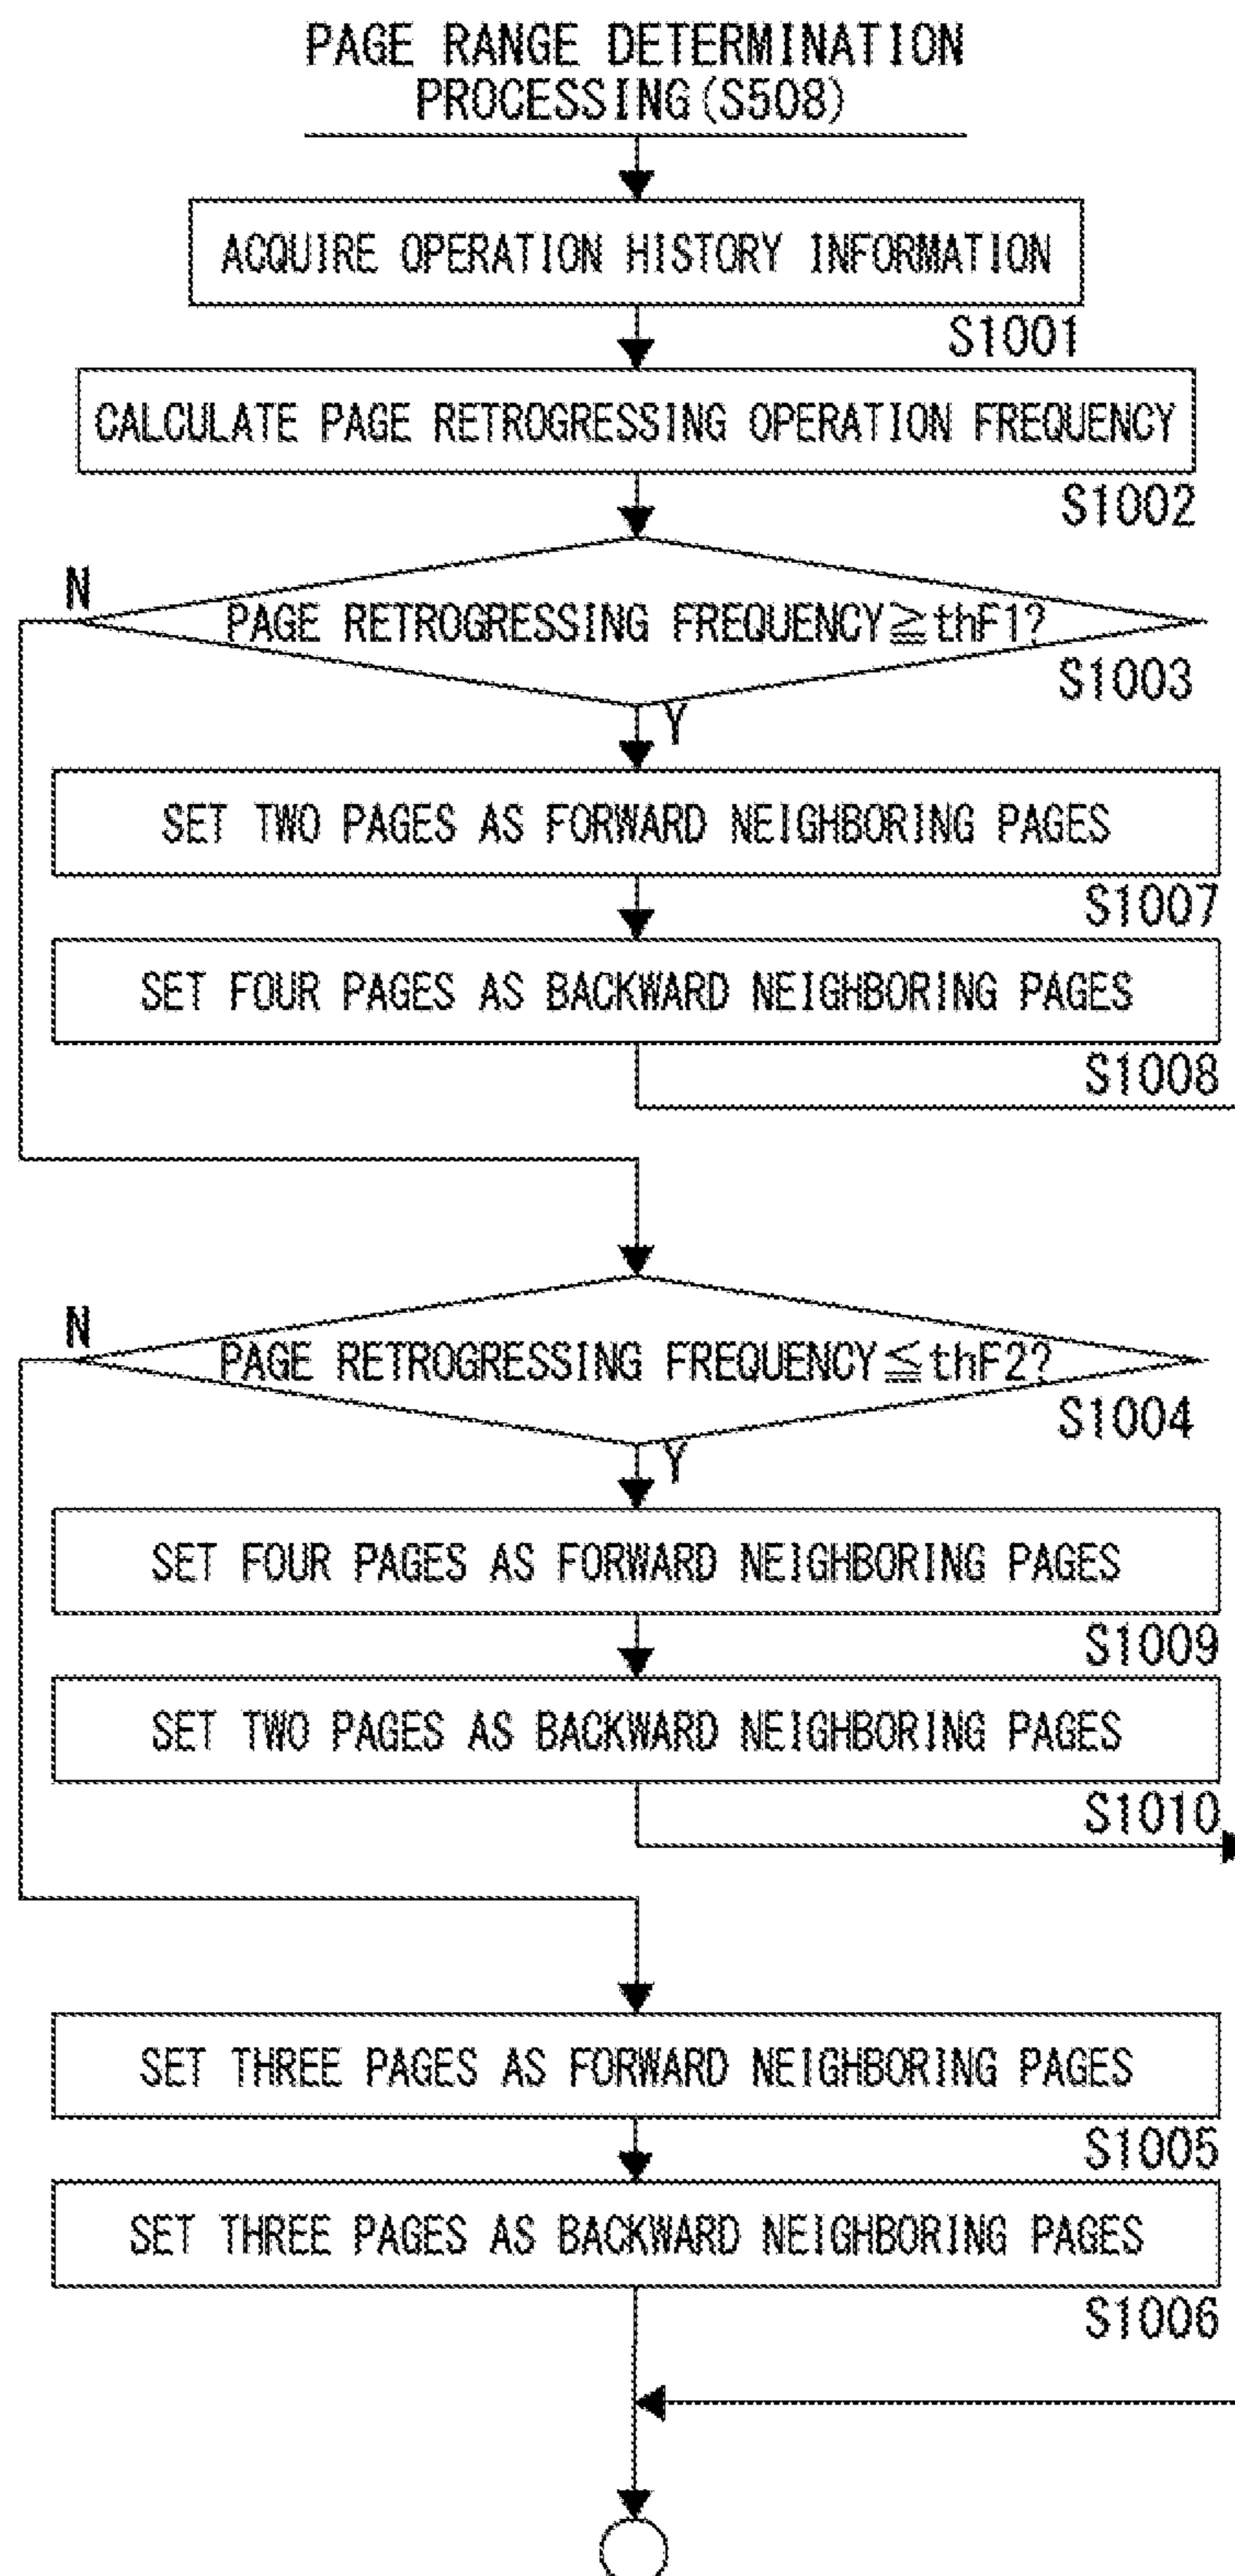 PAGE RANGE DETERMINATION
PROCESSING(S508)
ACQUIRE OPERATION HISTORY INFORMATION
S1001
CALCULATE PAGE RETROGRESSING OPERATION FREQUENCY
S1002
N
PAGE RETROGRESSING FREQUENCY≧thF1?
S1003
Y
SET TWO PAGES AS FORWARD NEIGHBORING PAGES
S1007
SET FOUR PAGES AS BACKWARD NEIGHBORING PAGES
S1008
N
PAGE RETROGRESSING FREQUENCY≦thF2?
S1004
Y
SET FOUR PAGES AS FORWARD NEIGHBORING PAGES
S1009
SET TWO PAGES AS BACKWARD NEIGHBORING PAGES
S1010
SET THREE PAGES AS FORWARD NEIGHBORING PAGES
S1005
SET THREE PAGES AS BACKWARD NEIGHBORING PAGES
S1006